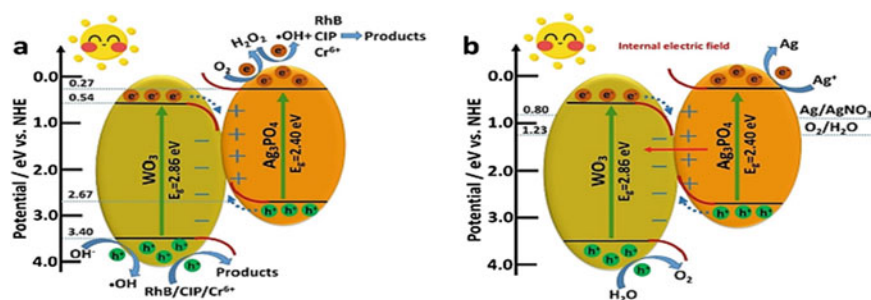 a
RhB
H₂O₂ •OH+ CIP → Products
Cr⁶⁺
O₂
e⁻
Potential / eV vs. NHE
0.0
0.27
0.54
1.0
2.0
2.67
3.0
3.40
4.0
e⁻ e⁻ e⁻
e⁻ e⁻ e⁻ e⁻
WO₃
E₉=2.86 eV
Ag₃PO₄
E₉=2.40 eV
h⁺ h⁺ h⁺
h⁺ h⁺ h⁺ h⁺ h⁺
OH⁻
h⁺
•OH
h⁺
Products
RhB/CIP/Cr⁶⁺
b
Internal electric field
Ag
Ag⁺
Potential / eV vs. NHE
0.0
0.80
1.0
1.23
2.0
3.0
4.0
e⁻ e⁻ e⁻
e⁻ e⁻ e⁻ e⁻
Ag/AgNO₃
O₂/H₂O
WO₃
E₉=2.86 eV
Ag₃PO₄
E₉=2.40 eV
h⁺ h⁺ h⁺
h⁺ h⁺ h⁺ h⁺ h⁺
h⁺
O₂
H₂O